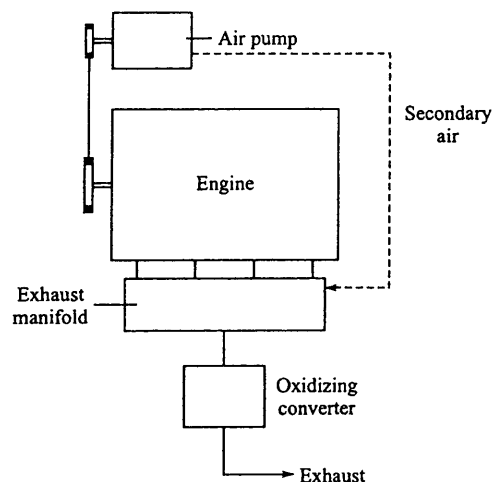 Air pump
Secondary
air
Engine
Exhaust
manifold
Oxidizing
converter
Exhaust